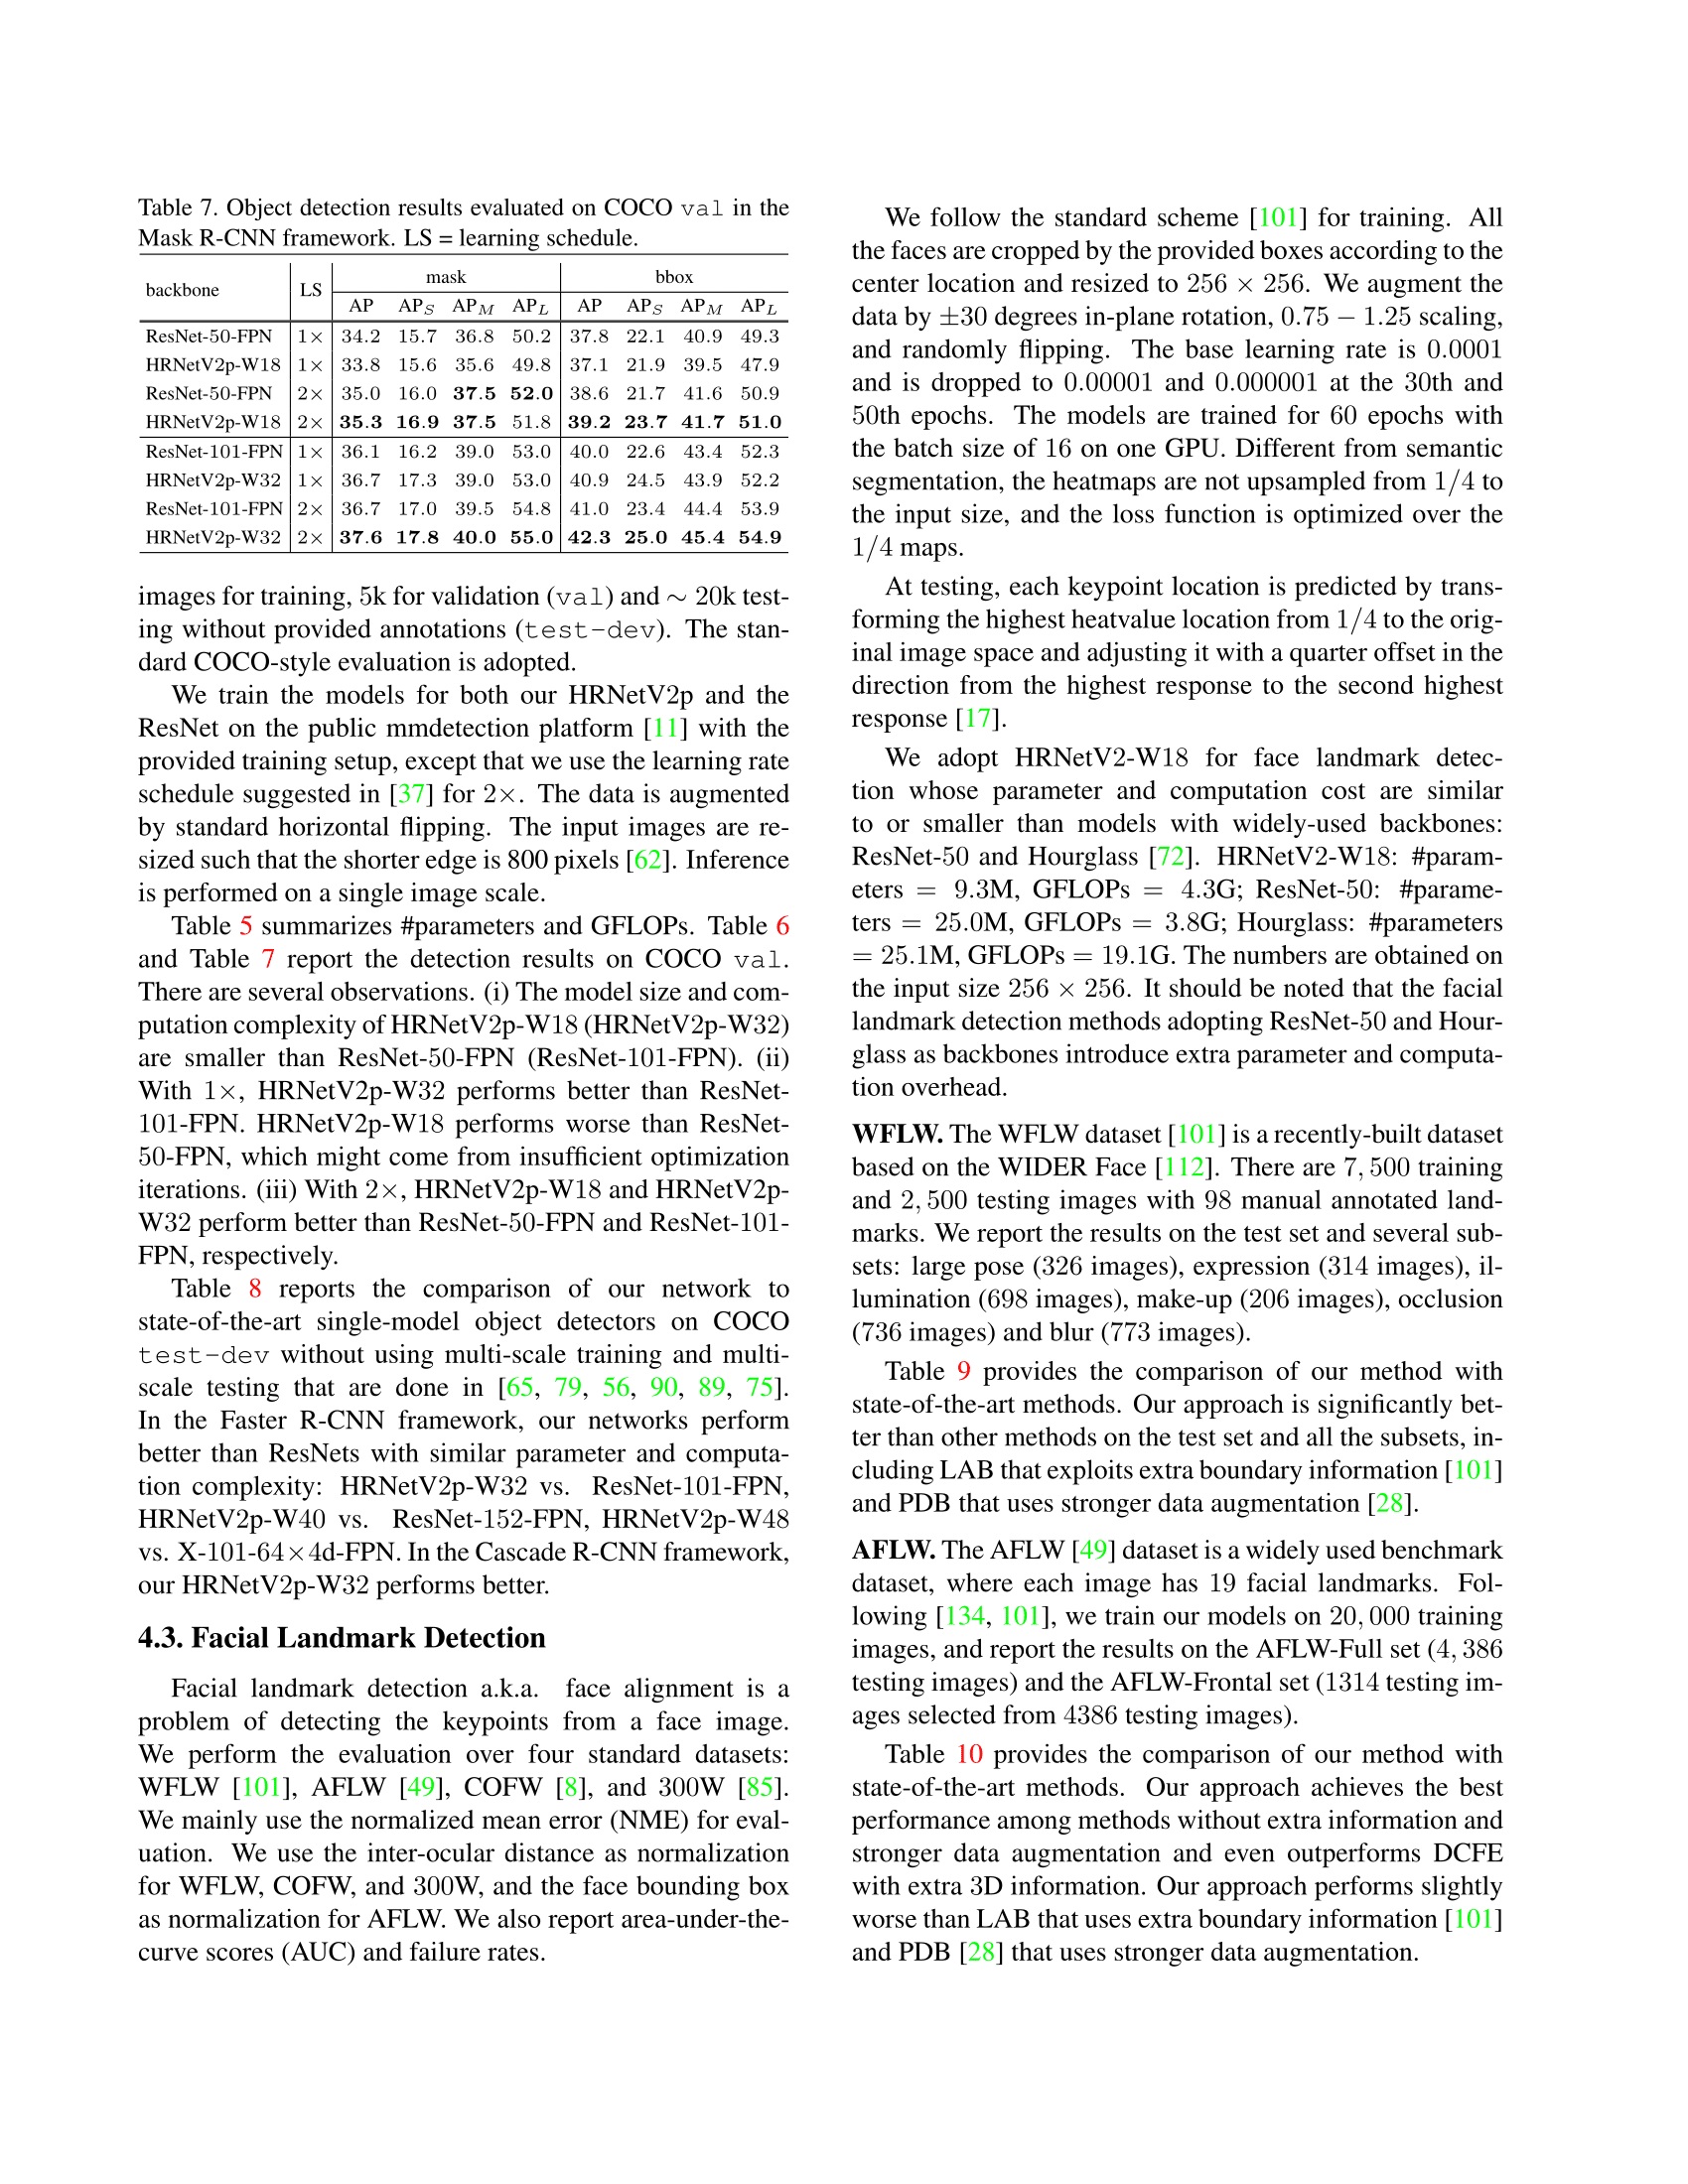 Table 7. Object detection results evaluated on COCO val in the
Mask R-CNN framework. LS = learning schedule.
backbone LS mask bbox
AP AP_S AP_M AP_L AP AP_S AP_M AP_L
ResNet-50-FPN 1× 34.2 15.7 36.8 50.2 37.8 22.1 40.9 49.3
HRNetV2p-W18 1× 33.8 15.6 35.6 49.8 37.1 21.9 39.5 47.9
ResNet-50-FPN 2× 35.0 16.0 37.5 52.0 38.6 21.7 41.6 50.9
HRNetV2p-W18 2× 35.3 16.9 37.5 51.8 39.2 23.7 41.7 51.0
ResNet-101-FPN 1× 36.1 16.2 39.0 53.0 40.0 22.6 43.4 52.3
HRNetV2p-W32 1× 36.7 17.3 39.0 53.0 40.9 24.5 43.9 52.2
ResNet-101-FPN 2× 36.7 17.0 39.5 54.8 41.0 23.4 44.4 53.9
HRNetV2p-W32 2× 37.6 17.8 40.0 55.0 42.3 25.0 45.4 54.9
images for training, 5k for validation (val) and ∼ 20k test-
ing without provided annotations (test-dev). The stan-
dard COCO-style evaluation is adopted.
We train the models for both our HRNetV2p and the
ResNet on the public mmdetection platform [11] with the
provided training setup, except that we use the learning rate
schedule suggested in [37] for 2×. The data is augmented
by standard horizontal flipping. The input images are re-
sized such that the shorter edge is 800 pixels [62]. Inference
is performed on a single image scale.
Table 5 summarizes #parameters and GFLOPs. Table 6
and Table 7 report the detection results on COCO val.
There are several observations. (i) The model size and com-
putation complexity of HRNetV2p-W18 (HRNetV2p-W32)
are smaller than ResNet-50-FPN (ResNet-101-FPN). (ii)
With 1×, HRNetV2p-W32 performs better than ResNet-
101-FPN. HRNetV2p-W18 performs worse than ResNet-
50-FPN, which might come from insufficient optimization
iterations. (iii) With 2×, HRNetV2p-W18 and HRNetV2p-
W32 perform better than ResNet-50-FPN and ResNet-101-
FPN, respectively.
Table 8 reports the comparison of our network to
state-of-the-art single-model object detectors on COCO
test-dev without using multi-scale training and multi-
scale testing that are done in [65, 79, 56, 90, 89, 75].
In the Faster R-CNN framework, our networks perform
better than ResNets with similar parameter and computa-
tion complexity: HRNetV2p-W32 vs. ResNet-101-FPN,
HRNetV2p-W40 vs. ResNet-152-FPN, HRNetV2p-W48
vs. X-101-64×4d-FPN. In the Cascade R-CNN framework,
our HRNetV2p-W32 performs better.
4.3. Facial Landmark Detection
Facial landmark detection a.k.a. face alignment is a
problem of detecting the keypoints from a face image.
We perform the evaluation over four standard datasets:
WFLW [101], AFLW [49], COFW [8], and 300W [85].
We mainly use the normalized mean error (NME) for eval-
uation. We use the inter-ocular distance as normalization
for WFLW, COFW, and 300W, and the face bounding box
as normalization for AFLW. We also report area-under-the-
curve scores (AUC) and failure rates.
We follow the standard scheme [101] for training. All
the faces are cropped by the provided boxes according to the
center location and resized to 256 × 256. We augment the
data by ±30 degrees in-plane rotation, 0.75 − 1.25 scaling,
and randomly flipping. The base learning rate is 0.0001
and is dropped to 0.00001 and 0.000001 at the 30th and
50th epochs. The models are trained for 60 epochs with
the batch size of 16 on one GPU. Different from semantic
segmentation, the heatmaps are not upsampled from 1/4 to
the input size, and the loss function is optimized over the
1/4 maps.
At testing, each keypoint location is predicted by trans-
forming the highest heatvalue location from 1/4 to the orig-
inal image space and adjusting it with a quarter offset in the
direction from the highest response to the second highest
response [17].
We adopt HRNetV2-W18 for face landmark detec-
tion whose parameter and computation cost are similar
to or smaller than models with widely-used backbones:
ResNet-50 and Hourglass [72]. HRNetV2-W18: #param-
eters = 9.3M, GFLOPs = 4.3G; ResNet-50: #parame-
ters = 25.0M, GFLOPs = 3.8G; Hourglass: #parameters
= 25.1M, GFLOPs = 19.1G. The numbers are obtained on
the input size 256 × 256. It should be noted that the facial
landmark detection methods adopting ResNet-50 and Hour-
glass as backbones introduce extra parameter and computa-
tion overhead.
WFLW. The WFLW dataset [101] is a recently-built dataset
based on the WIDER Face [112]. There are 7, 500 training
and 2, 500 testing images with 98 manual annotated land-
marks. We report the results on the test set and several sub-
sets: large pose (326 images), expression (314 images), il-
lumination (698 images), make-up (206 images), occlusion
(736 images) and blur (773 images).
Table 9 provides the comparison of our method with
state-of-the-art methods. Our approach is significantly bet-
ter than other methods on the test set and all the subsets, in-
cluding LAB that exploits extra boundary information [101]
and PDB that uses stronger data augmentation [28].
AFLW. The AFLW [49] dataset is a widely used benchmark
dataset, where each image has 19 facial landmarks. Fol-
lowing [134, 101], we train our models on 20, 000 training
images, and report the results on the AFLW-Full set (4, 386
testing images) and the AFLW-Frontal set (1314 testing im-
ages selected from 4386 testing images).
Table 10 provides the comparison of our method with
state-of-the-art methods. Our approach achieves the best
performance among methods without extra information and
stronger data augmentation and even outperforms DCFE
with extra 3D information. Our approach performs slightly
worse than LAB that uses extra boundary information [101]
and PDB [28] that uses stronger data augmentation.